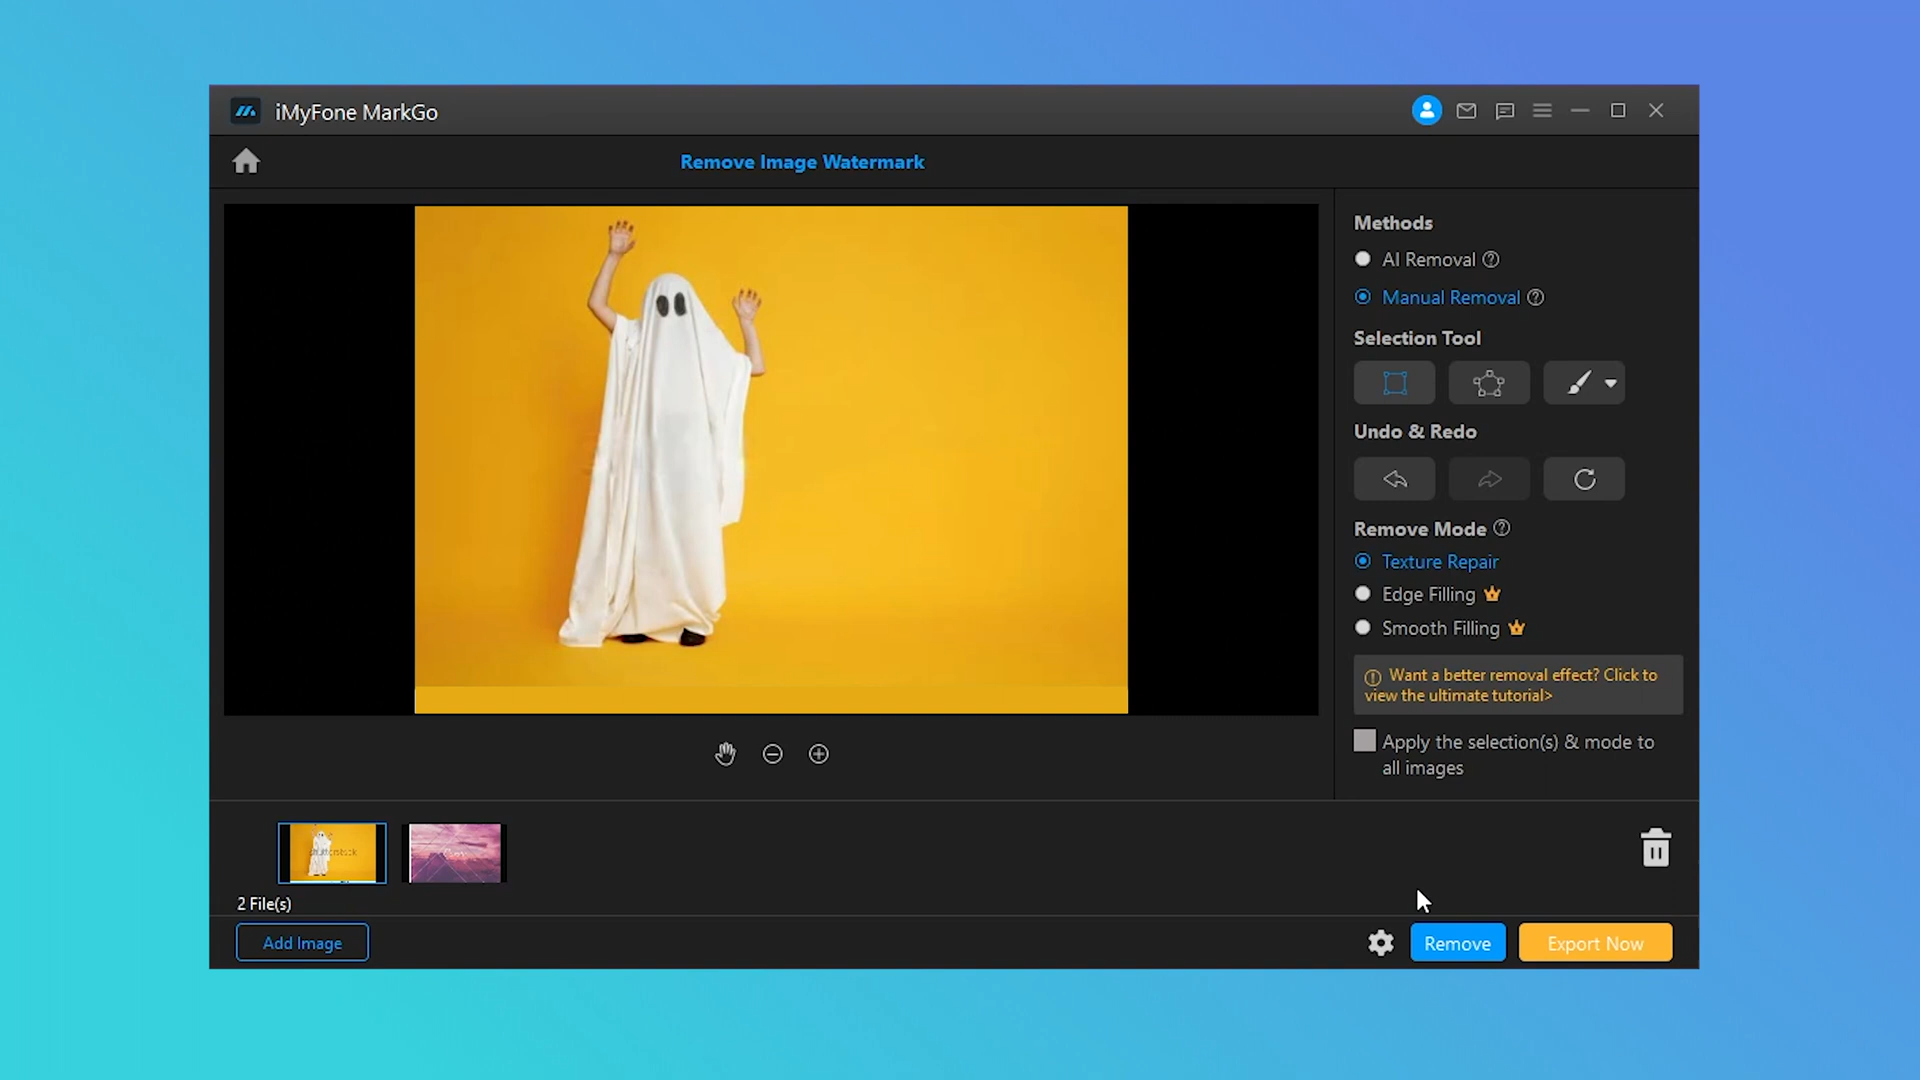 iMyFone MarkGo
Remove Image Watermark
Methods
AI Removal
Manual Removal
Selection Tool
Undo & Redo
Remove Mode
Texture Repair
Edge Filling
Smooth Filling
Want a better removal effect? Click to
view the ultimate tutorial>
Apply the selection(s) & mode to
all images
shutterstock
2 File(s)
Add Image
Remove
Export Now